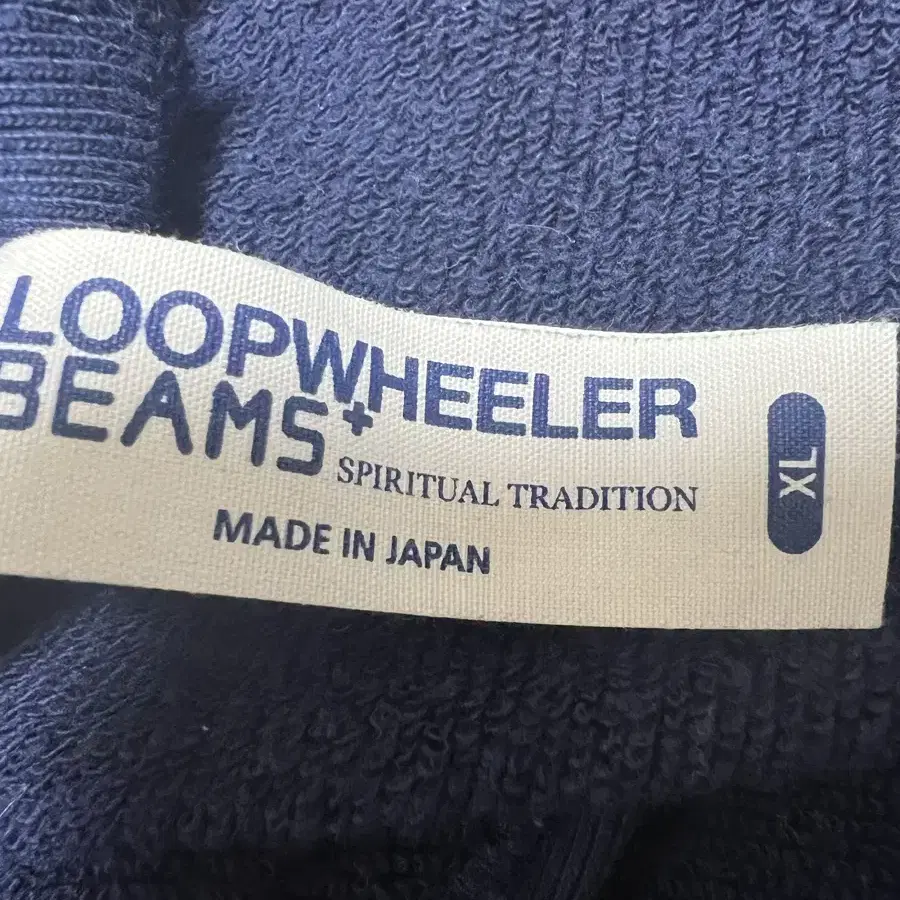 LOOPWHEELER
BEAMS+
SPIRITUAL TRADITION
MADE IN JAPAN
XL